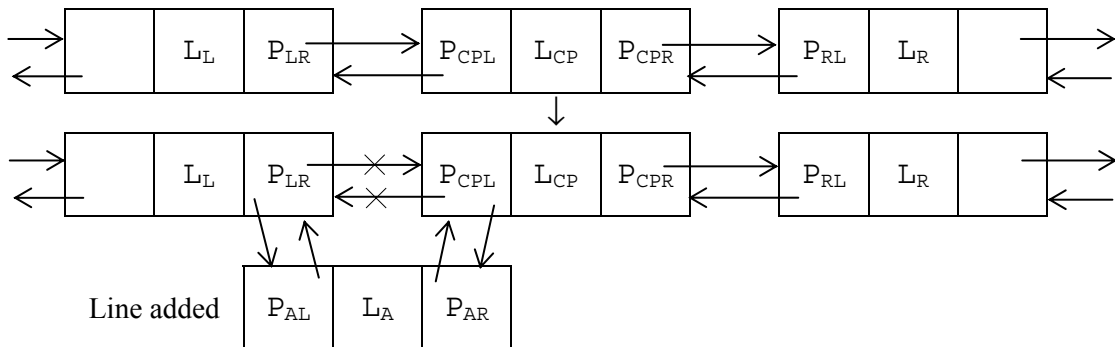 L_L P_LR P_CPL L_CP P_CPR P_RL L_R
L_L P_LR P_CPL L_CP P_CPR P_RL L_R
Line added P_AL L_A P_AR